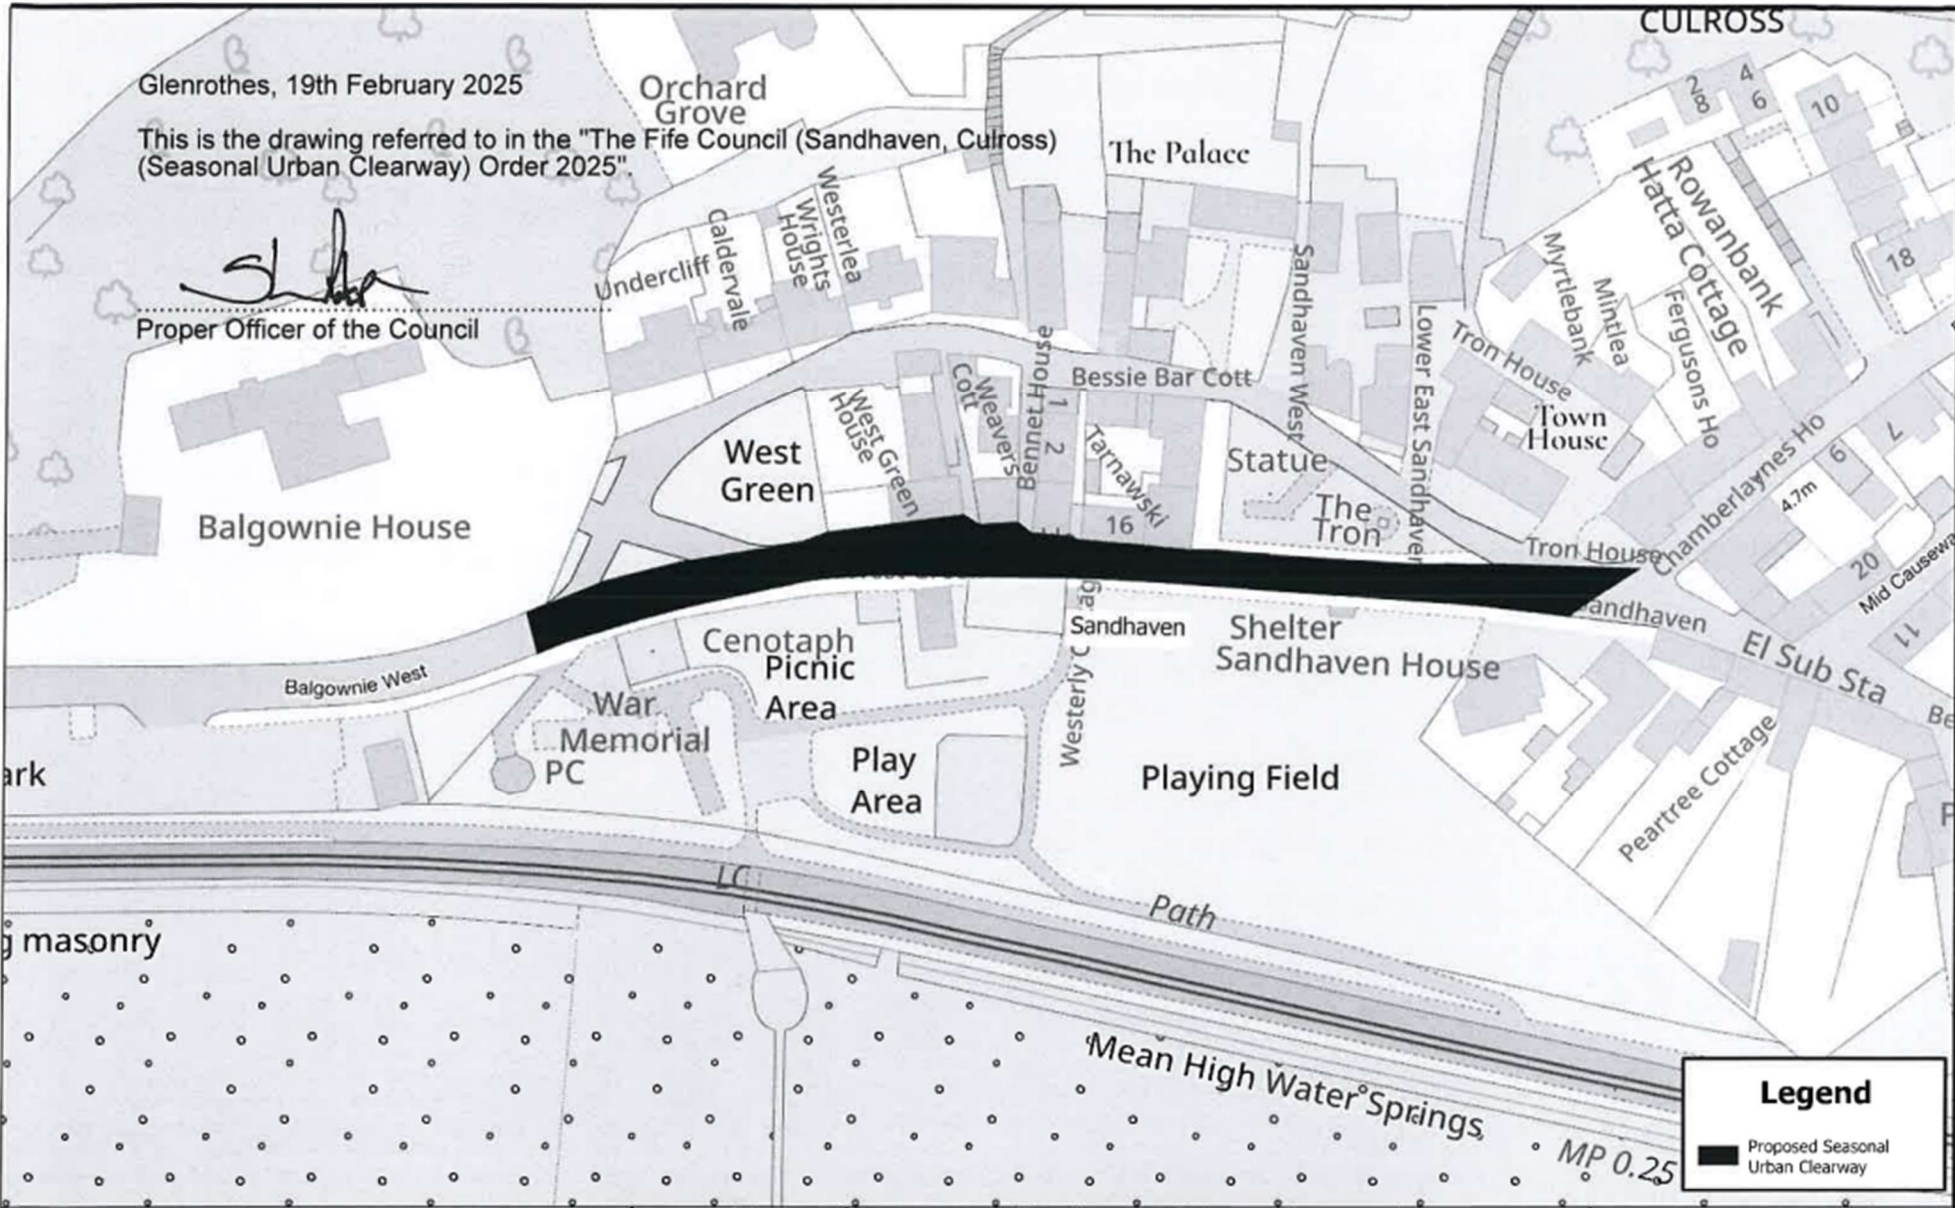 CULROSS
Glenrothes, 19th February 2025
This is the drawing referred to in the "The Fife Council (Sandhaven, Culross)
(Seasonal Urban Clearway) Order 2025".
Proper Officer of the Council
Orchard
Grove
The Palace
2
8
4
6
10
18
Rowanbank
Hatta Cottage
Undercliff
Caldervale
Wrights
House
Westerlea
Sandhaven West
Lower East Sandhaven
Myrtlebank
Mintlea
Fergusons Ho
Tron House
Town
House
Bessie Bar Cott
West
Green
West Green
House
Weavers
Cott
Bennet House
1
2
Tarnawski
16
Statue
The
Tron
Tron House
Chamberlaynes Ho
7
6
4.7m
20
Mid Causeway
11
Balgownie House
Balgownie West
Cenotaph
Picnic
Area
Sandhaven
Shelter
Sandhaven House
Sandhaven
El Sub Sta
Be
War
Memorial
PC
Westerly C
ag
Play
Area
Playing Field
Peartree Cottage
ark
LC
Path
g masonry
Mean High Water Springs
MP 0.25
Legend
Proposed Seasonal
Urban Clearway